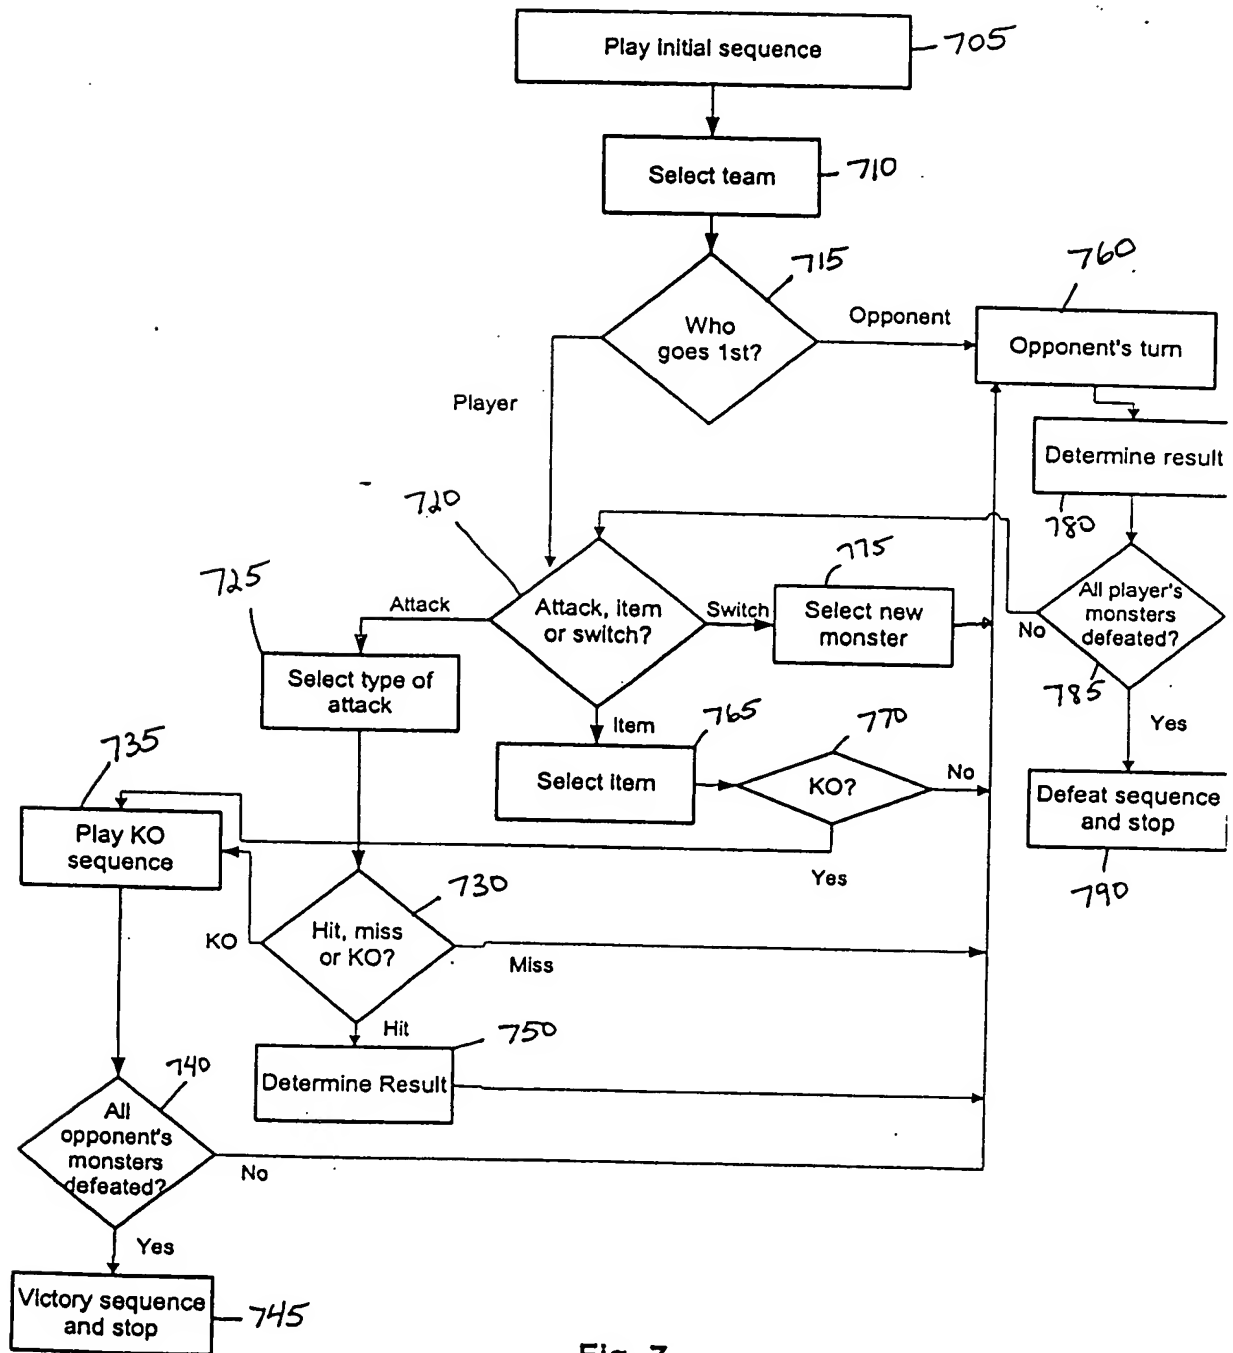 Play initial sequence
705
Select team
710
715
Who
goes 1st?
Opponent
760
Opponent's turn
Player
Determine result
780
720
775
725
Attack
Attack, item
or switch?
Switch
Select new
monster
All player's
monsters
defeated?
No
785
Select type of
attack
Item
765
770
Yes
735
Select item
KO?
No
Defeat sequence
and stop
790
Play KO
sequence
Yes
730
KO
Hit, miss
or KO?
Miss
Hit
750
Determine Result
740
All
opponent's
monsters
defeated?
No
Yes
Victory sequence
and stop
745